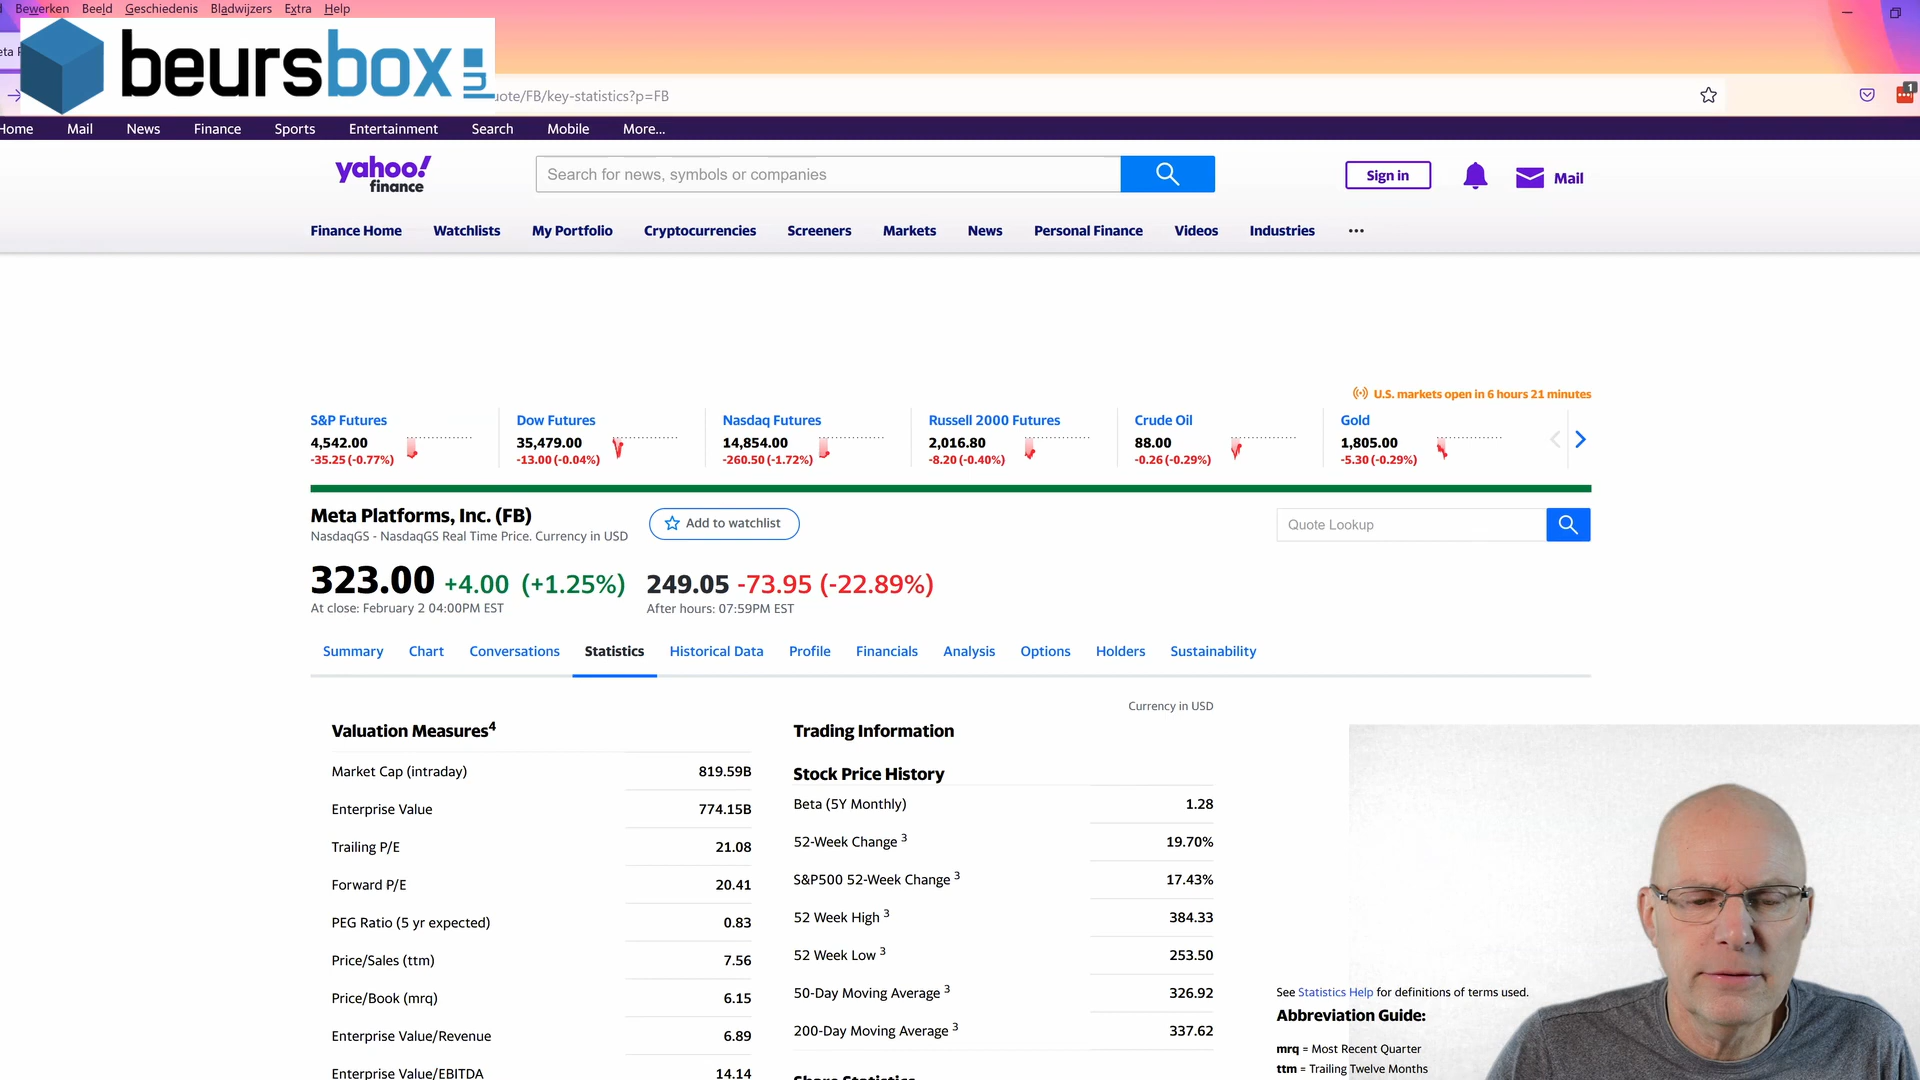 Bewerken Beeld Geschiedenis Bladwijzers Extra Help
beursbox.nl
ote/FB/key-statistics?p=FB
1
Home Mail News Finance Sports Entertainment Search Mobile More...
yahoo!
finance
Search for news, symbols or companies
Sign in
Mail
Finance Home Watchlists My Portfolio Cryptocurrencies Screeners Markets News Personal Finance Videos Industries ...
U.S. markets open in 6 hours 21 minutes
S&P Futures Dow Futures Nasdaq Futures Russell 2000 Futures Crude Oil Gold
4,542.00 35,479.00 14,854.00 2,016.80 88.00 1,805.00
-35.25 (-0.77%) -13.00 (-0.04%) -260.50 (-1.72%) -8.20 (-0.40%) -0.26 (-0.29%) -5.30 (-0.29%)
Meta Platforms, Inc. (FB)
Add to watchlist
Quote Lookup
NasdaqGS - NasdaqGS Real Time Price. Currency in USD
323.00 +4.00 (+1.25%) 249.05 -73.95 (-22.89%)
At close: February 2 04:00PM EST After hours: 07:59PM EST
Summary Chart Conversations Statistics Historical Data Profile Financials Analysis Options Holders Sustainability
Currency in USD
Valuation Measures4
Market Cap (intraday) 819.59B
Enterprise Value 774.15B
Trailing P/E 21.08
Forward P/E 20.41
PEG Ratio (5 yr expected) 0.83
Price/Sales (ttm) 7.56
Price/Book (mrq) 6.15
Enterprise Value/Revenue 6.89
Enterprise Value/EBITDA 14.14
Trading Information
Stock Price History
Beta (5Y Monthly) 1.28
52-Week Change 3 19.70%
S&P500 52-Week Change 3 17.43%
52 Week High 3 384.33
52 Week Low 3 253.50
50-Day Moving Average 3 326.92
200-Day Moving Average 3 337.62
See Statistics Help for definitions of terms used.
Abbreviation Guide:
mrq = Most Recent Quarter
ttm = Trailing Twelve Months